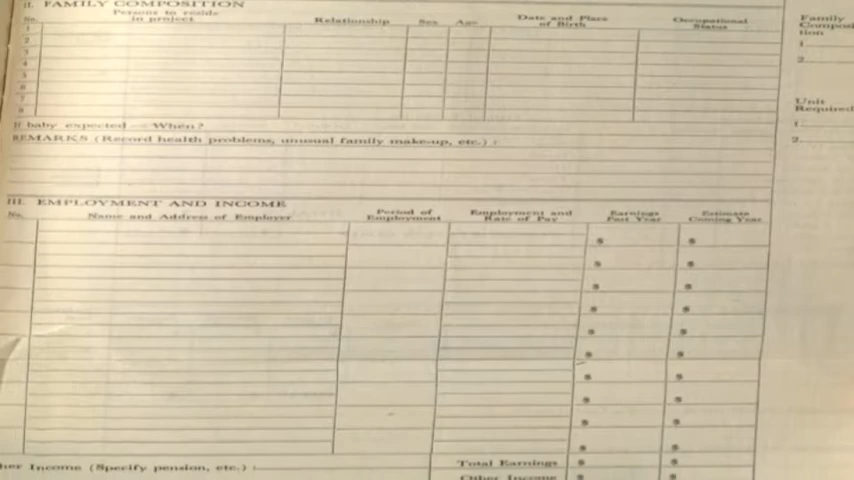 II. FAMILY COMPOSITION
No. Persons to reside in project Relationship Sex Age Date and Place of Birth Occupational Status
1
2
3
4
5
6
7
8
If baby expected — When?
REMARKS (Record health problems, unusual family make-up, etc.) :
III. EMPLOYMENT AND INCOME
No. Name and Address of Employer Period of Employment Employment and Rate of Pay Earnings Past Year Estimate Coming Year
$ $
$ $
$ $
$ $
$ $
$ $
$ $
$ $
$ $
$ $
her Income (Specify pension, etc.) : Total Earnings $ $
Other Income $ $
Family
Composi
tion
1
2
Unit
Required
1
2